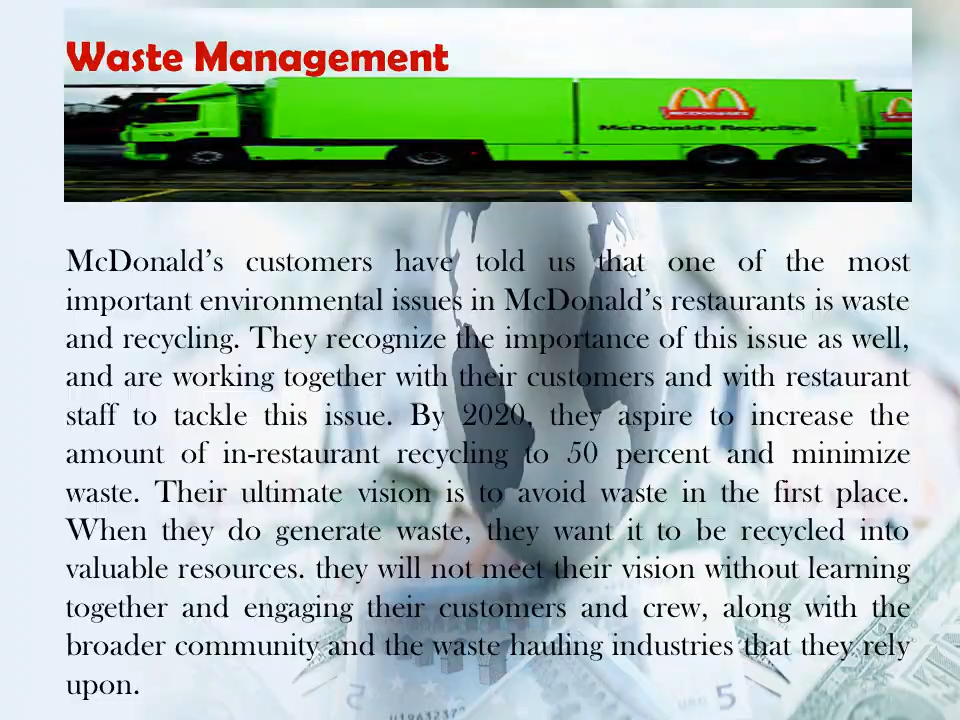 Waste Management
McDonald's Recycling
McDonald's customers have told us that one of the most
important environmental issues in McDonald's restaurants is waste
and recycling. They recognize the importance of this issue as well,
and are working together with their customers and with restaurant
staff to tackle this issue. By 2020, they aspire to increase the
amount of in-restaurant recycling to 50 percent and minimize
waste. Their ultimate vision is to avoid waste in the first place.
When they do generate waste, they want it to be recycled into
valuable resources. they will not meet their vision without learning
together and engaging their customers and crew, along with the
broader community and the waste hauling industries that they rely
upon.
5